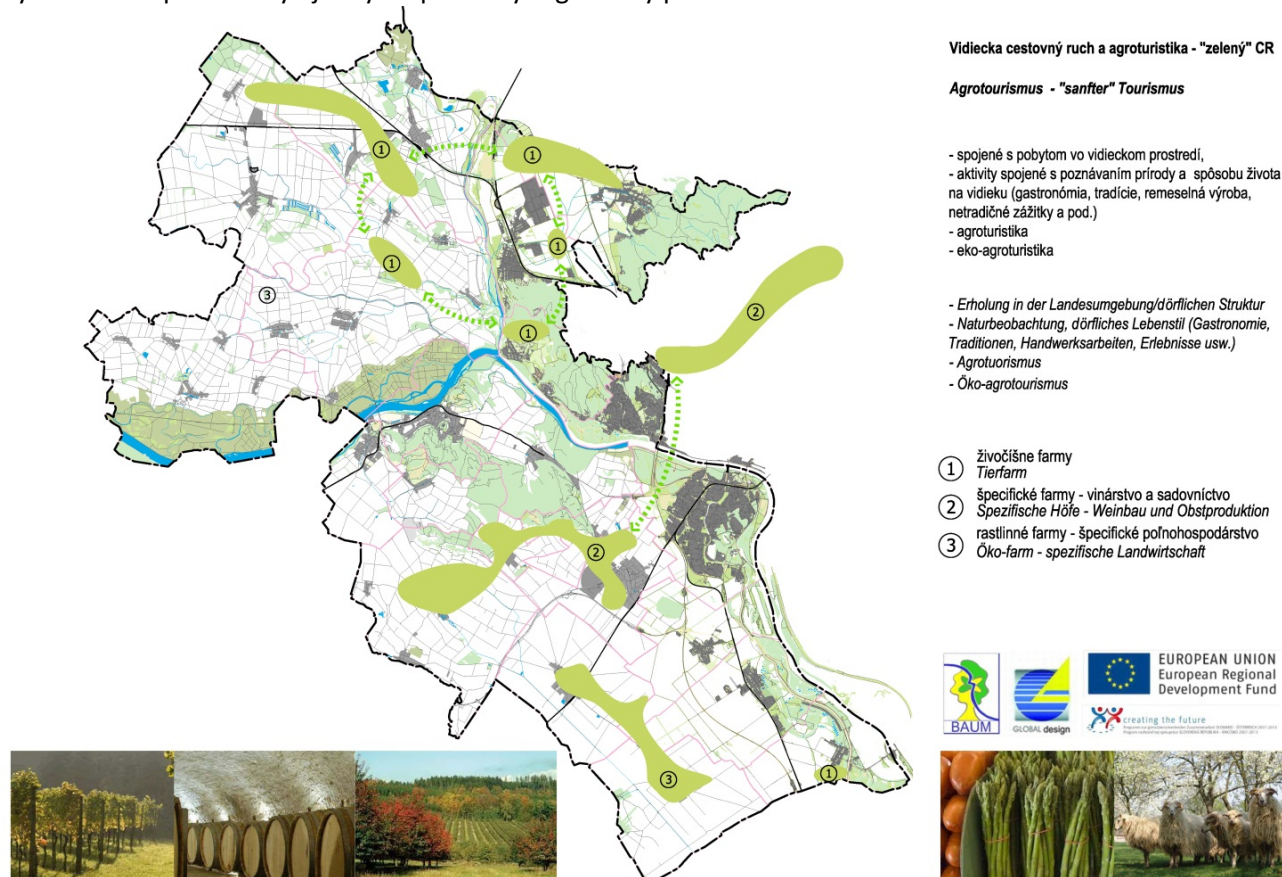 Vidiecka cestovný ruch a agroturistika - "zelený" CR
Agrotourismus - "sanfter" Tourismus
- spojené s pobytom vo vidieckom prostredí,
- aktivity spojené s poznávaním prírody a spôsobu života
na vidieku (gastronómia, tradície, remeselná výroba,
netradičné zážitky a pod.)
- agroturistika
- eko-agroturistika
- Erholung in der Landesumgebung/dörflichen Struktur
- Naturbeobachtung, dörfliches Lebenstil (Gastronomie,
Traditionen, Handwerksarbeiten, Erlebnisse usw.)
- Agrotuorismus
- Öko-agrotourismus
1 živočíšne farmy
Tierfarm
2 špecifické farmy - vinárstvo a sadovníctvo
Spezifische Höfe - Weinbau und Obstproduktion
3 rastlinné farmy - špecifické poľnohospodárstvo
Öko-farm - spezifische Landwirtschaft
1
1
1
1
3
1
2
2
3
1
BAUM
GLOBAL design
EUROPEAN UNION
European Regional
Development Fund
creating the future